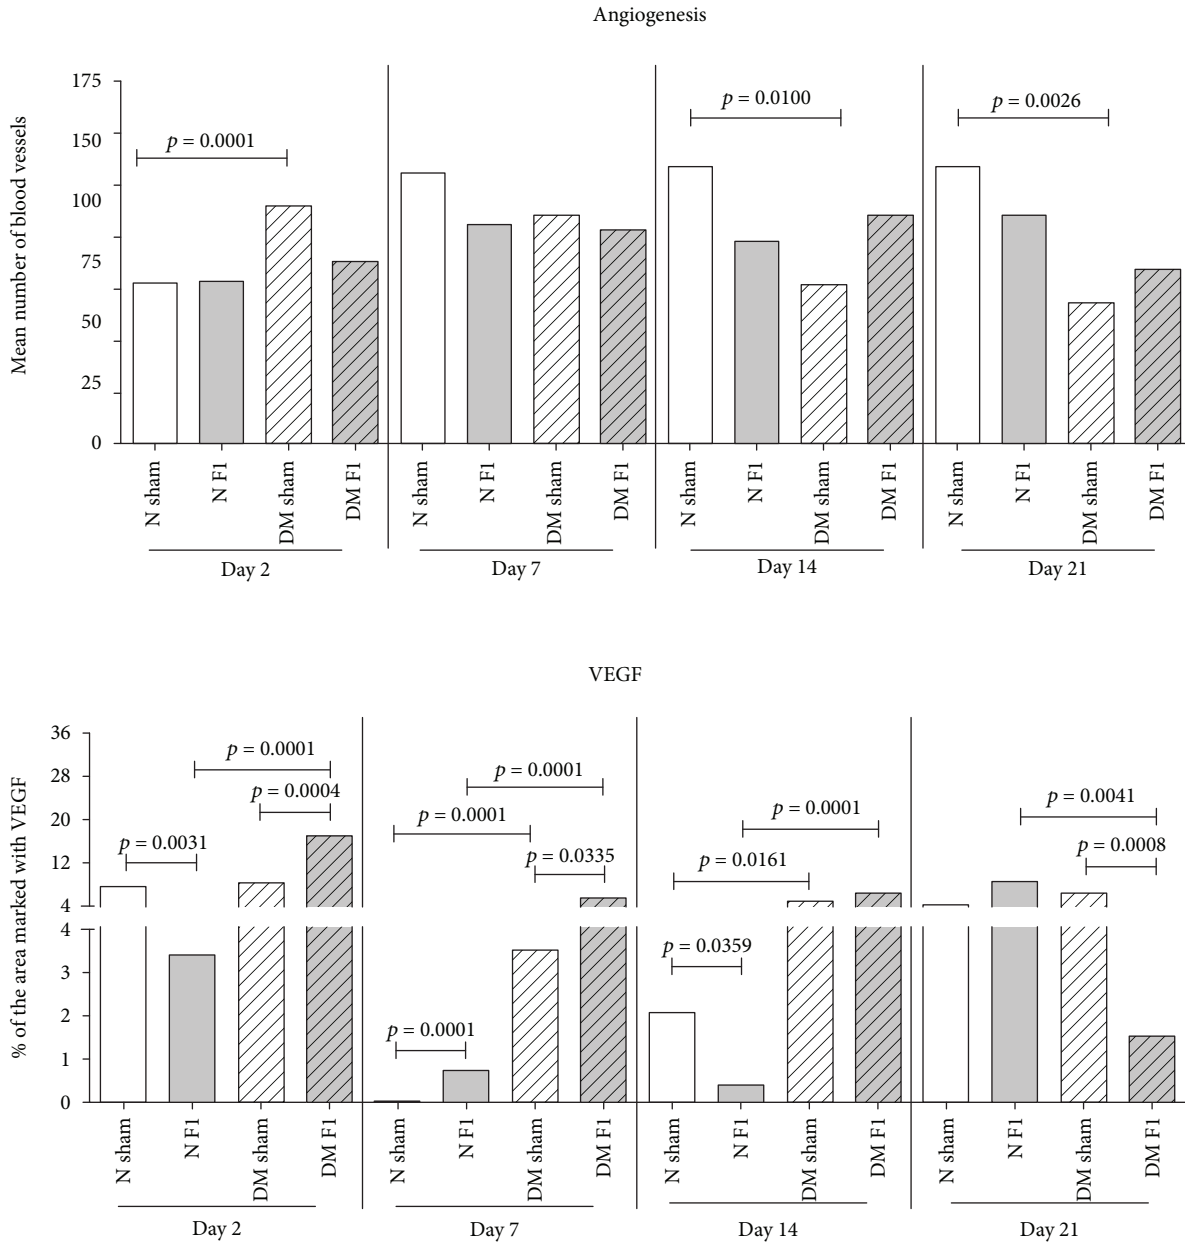 Angiogenesis
Mean number of blood vessels
175
150
100
75
50
25
0
p = 0.0001
p = 0.0100
p = 0.0026
N sham
N F1
DM sham
DM F1
N sham
N F1
DM sham
DM F1
N sham
N F1
DM sham
DM F1
N sham
N F1
DM sham
DM F1
Day 2
Day 7
Day 14
Day 21
VEGF
% of the area marked with VEGF
36
28
20
12
4
4
3
2
1
0
p = 0.0001
p = 0.0004
p = 0.0031
p = 0.0001
p = 0.0001
p = 0.0335
p = 0.0001
p = 0.0001
p = 0.0161
p = 0.0359
p = 0.0041
p = 0.0008
N sham
N F1
DM sham
DM F1
N sham
N F1
DM sham
DM F1
N sham
N F1
DM sham
DM F1
N sham
N F1
DM sham
DM F1
Day 2
Day 7
Day 14
Day 21